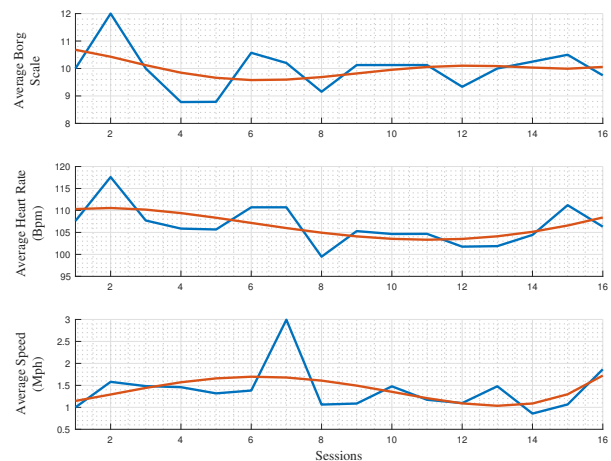 12
11
10
9
8
Average Borg
Scale
2 4 6 8 10 12 14 16
120
115
110
105
100
95
Average Heart Rate
(Bpm)
2 4 6 8 10 12 14 16
3
2.5
2
1.5
1
0.5
Average Speed
(Mph)
2 4 6 8 10 12 14 16
Sessions